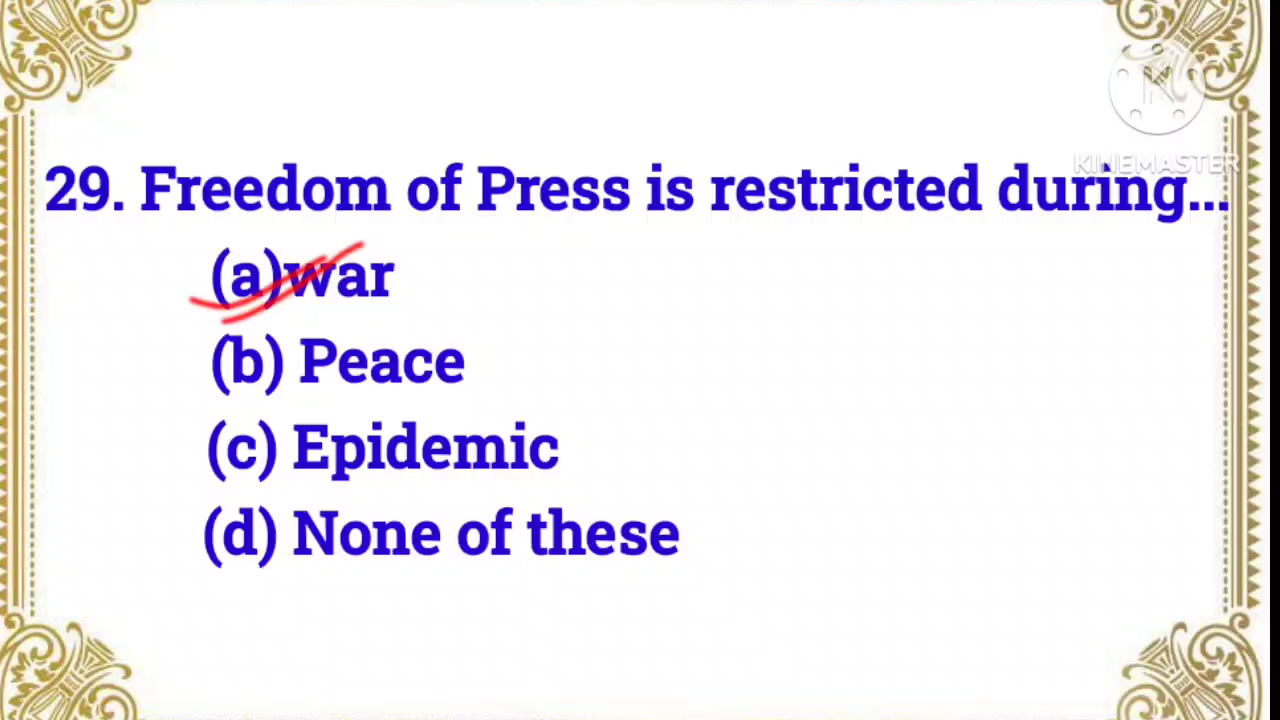 KINEMASTER
29. Freedom of Press is restricted during...
(a)war
(b) Peace
(c) Epidemic
(d) None of these